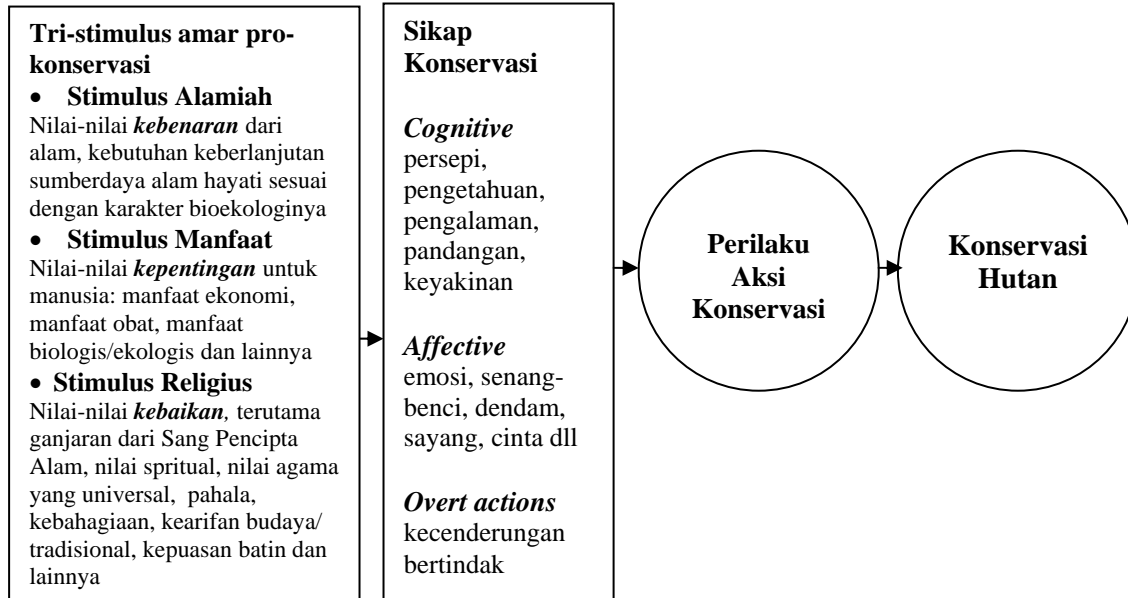 Tri-stimulus amar pro-
konservasi
• Stimulus Alamiah
Nilai-nilai kebenaran dari
alam, kebutuhan keberlanjutan
sumberdaya alam hayati sesuai
dengan karakter bioekologinya
• Stimulus Manfaat
Nilai-nilai kepentingan untuk
manusia: manfaat ekonomi,
manfaat obat, manfaat
biologis/ekologis dan lainnya
• Stimulus Religius
Nilai-nilai kebaikan, terutama
ganjaran dari Sang Pencipta
Alam, nilai spritual, nilai agama
yang universal, pahala,
kebahagiaan, kearifan budaya/
tradisional, kepuasan batin dan
lainnya
Sikap
Konservasi
Cognitive
persepi,
pengetahuan,
pengalaman,
pandangan,
keyakinan
Affective
emosi, senang-
benci, dendam,
sayang, cinta dll
Overt actions
kecenderungan
bertindak
Perilaku
Aksi
Konservasi
Konservasi
Hutan